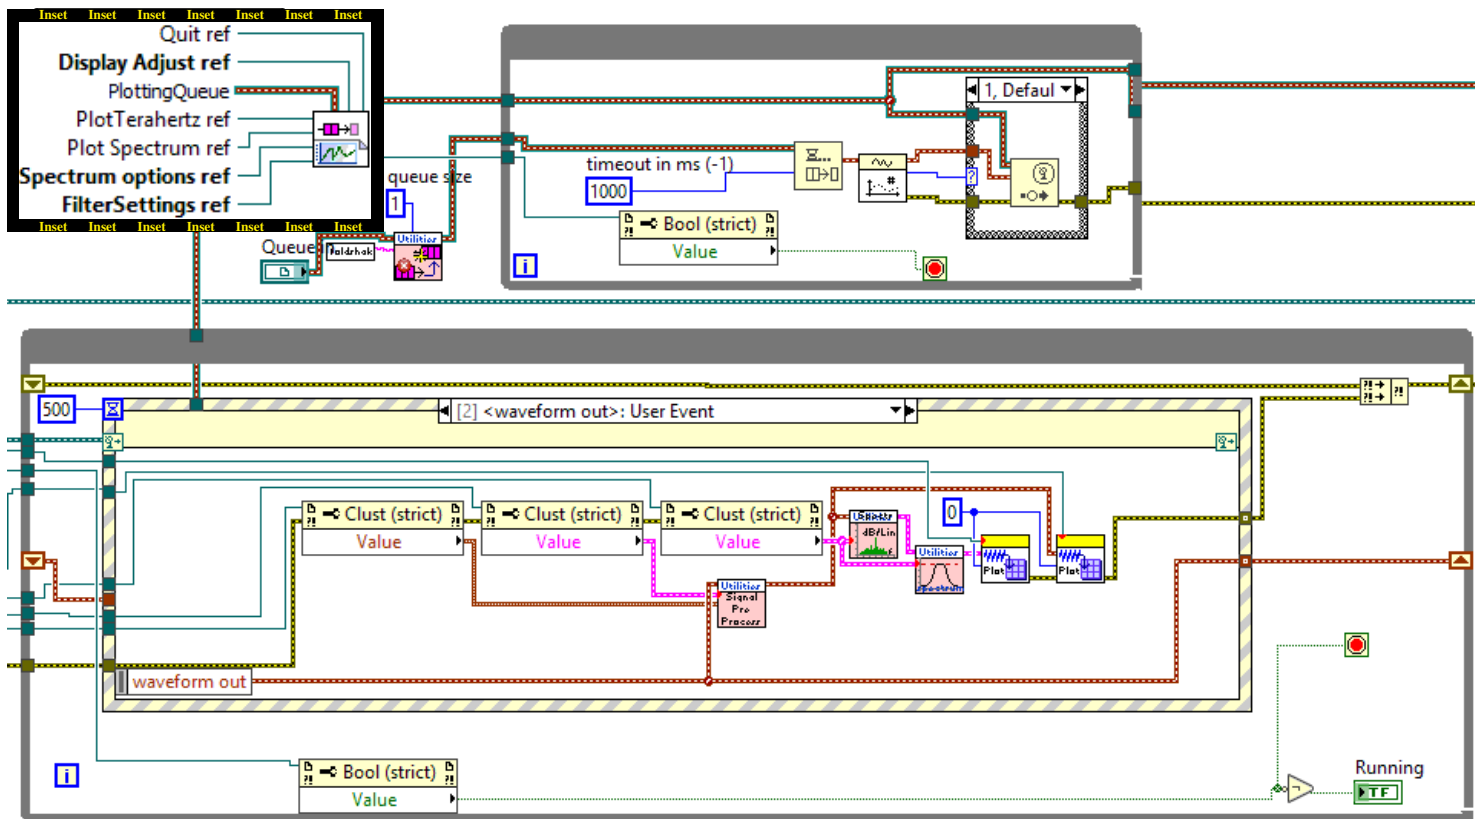 Inset Inset Inset Inset Inset Inset Inset
Quit ref
Display Adjust ref
PlottingQueue
PlotTerahertz ref
Plot Spectrum ref
Spectrum options ref
FilterSettings ref
Inset Inset Inset Inset Inset Inset Inset
queue size
1
Utilities
Queue
timeout in ms (-1)
1000
Bool (strict)
Value
i
1, Defaul
#
?
500
[2] <waveform out>: User Event
Clust (strict)
Value
Clust (strict)
Value
Clust (strict)
Value
dB/Lin
Utilities
Spectrum
0
Plot
Plot
Utilities
Signal
Pre
Process
waveform out
i
Bool (strict)
Value
Running
TF